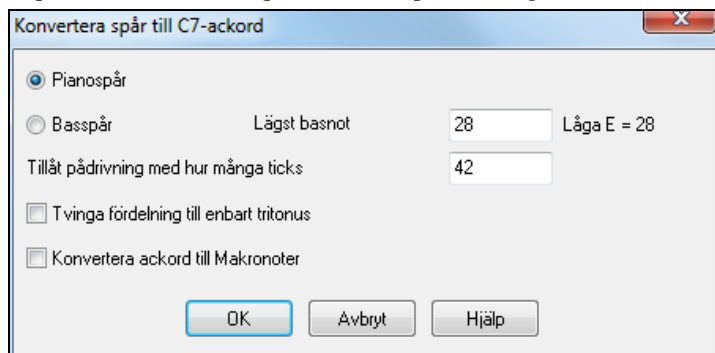 Konvertera spår till C7-ackord
Pianospår
Basspår Lägst basnot 28 Låga E = 28
Tillåt pådrivning med hur många ticks 42
Tvinga fördelning till enbart tritonus
Konvertera ackord till Makronoter
OK Avbryt Hjälp